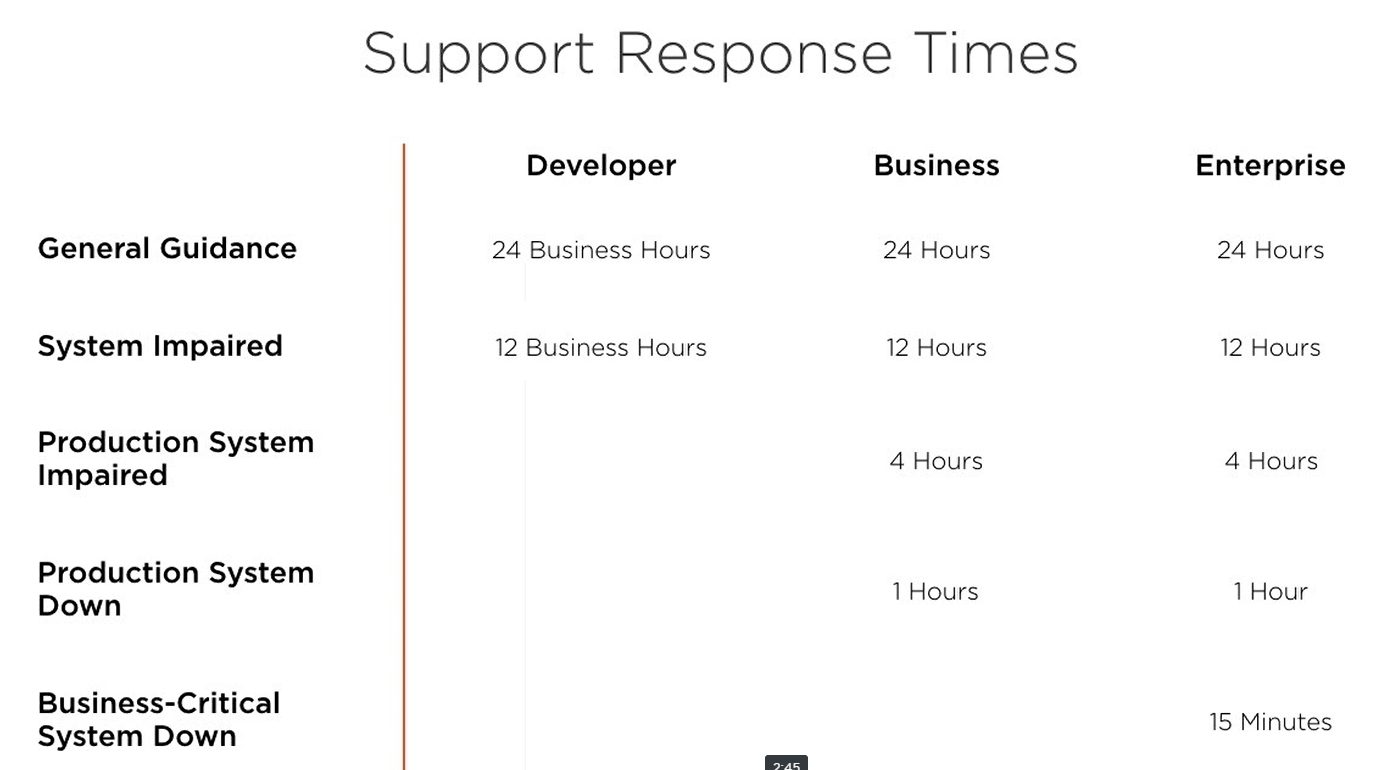 Support Response Times
Developer Business Enterprise
General Guidance 24 Business Hours 24 Hours 24 Hours
System Impaired 12 Business Hours 12 Hours 12 Hours
Production System
Impaired 4 Hours 4 Hours
Production System
Down 1 Hours 1 Hour
Business-Critical
System Down 15 Minutes
2:45